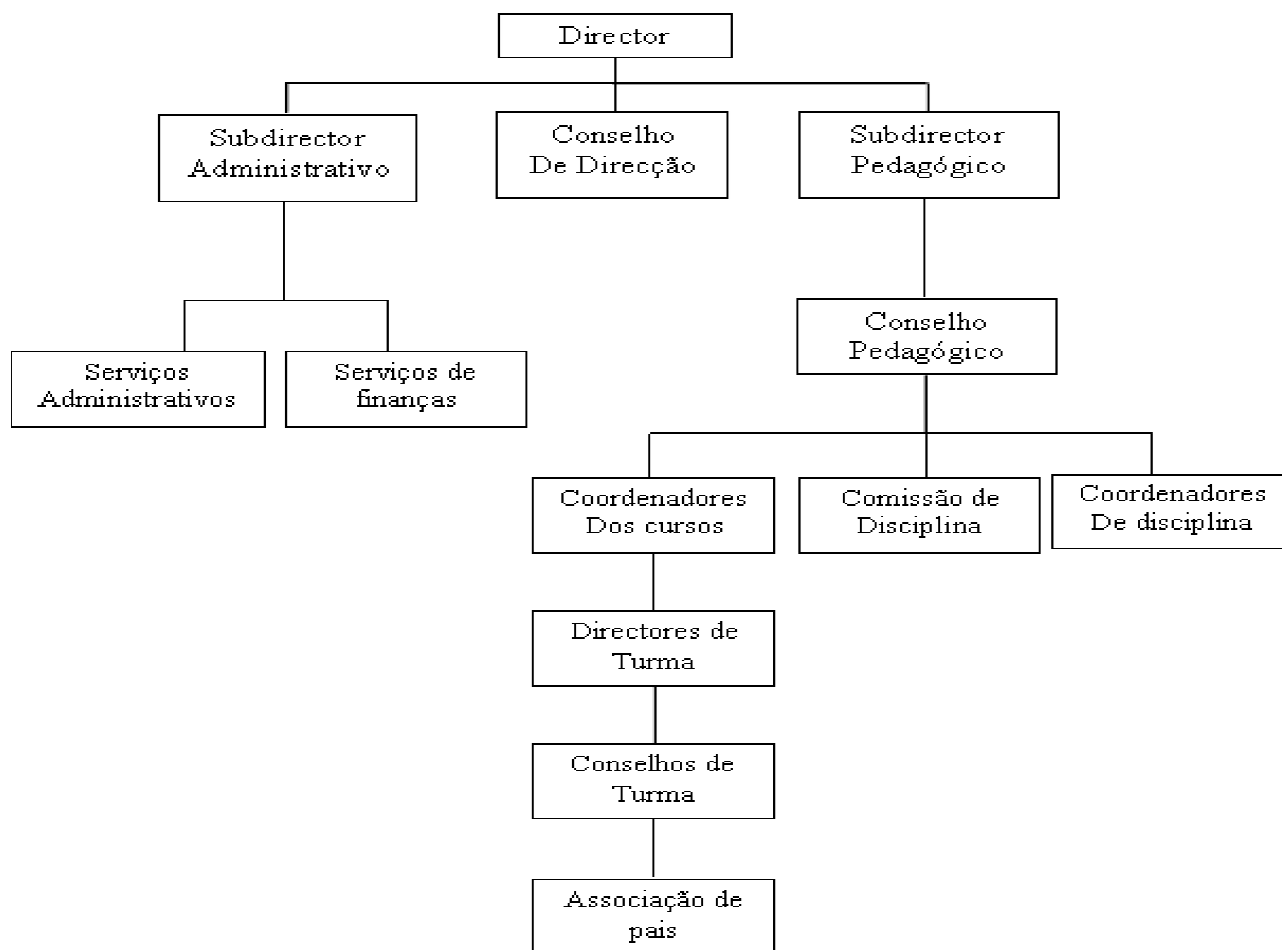 Director
Subdirector
Administrativo
Conselho
De Direcção
Subdirector
Pedagógico
Serviços
Administrativos
Serviços de
finanças
Conselho
Pedagógico
Coordenadores
Dos cursos
Comissão de
Disciplina
Coordenadores
De disciplina
Directores de
Turma
Conselhos de
Turma
Associação de
pais